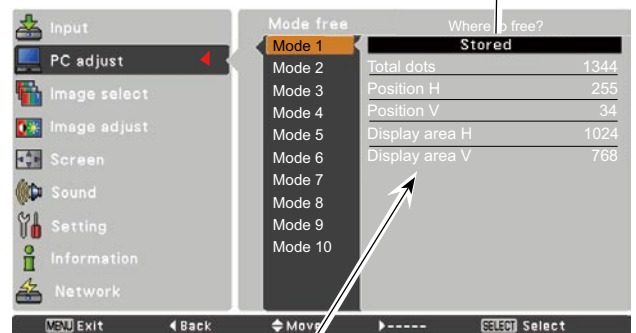 Input
PC adjust
Image select
Image adjust
Screen
Sound
Setting
Information
Network
Mode free
Mode 1
Mode 2
Mode 3
Mode 4
Mode 5
Mode 6
Mode 7
Mode 8
Mode 9
Mode 10
Where to free?
Stored
Total dots 1344
Position H 255
Position V 34
Display area H 1024
Display area V 768
MENU Exit ◀Back Move ▶----- SELECT Select